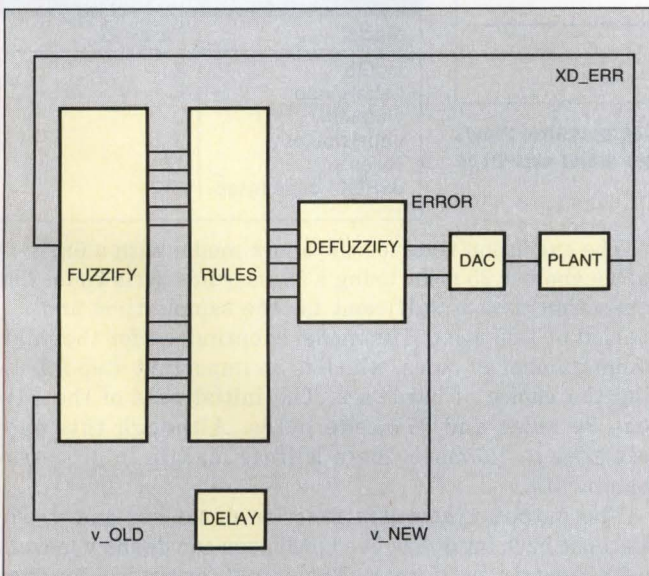 XD_ERR
ERROR
FUZZIFY
RULES
DEFUZZIFY
DAC
PLANT
DELAY
v_OLD
v_NEW